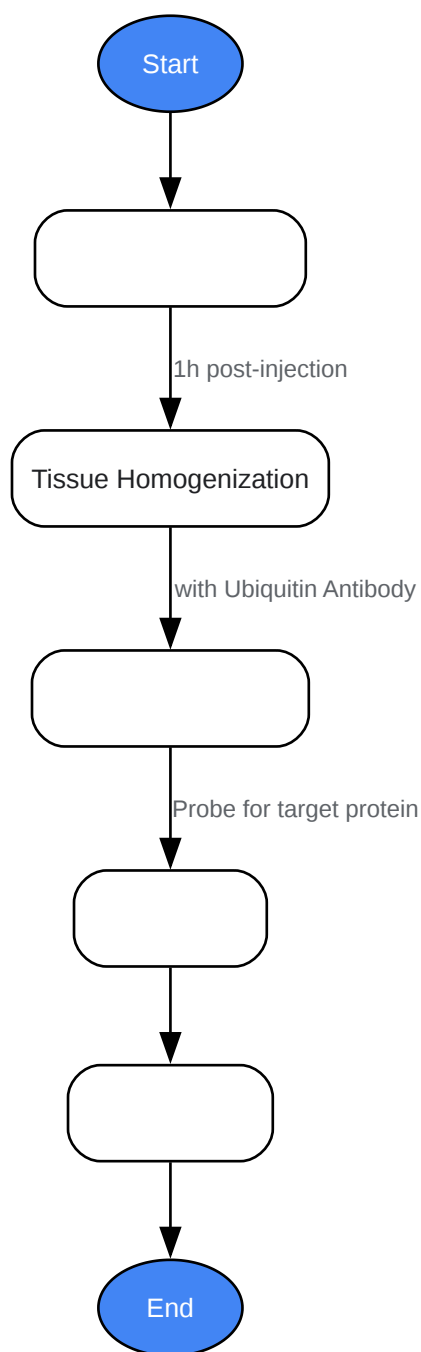 Start
1h post-injection
Tissue Homogenization
with Ubiquitin Antibody
Probe for target protein
End